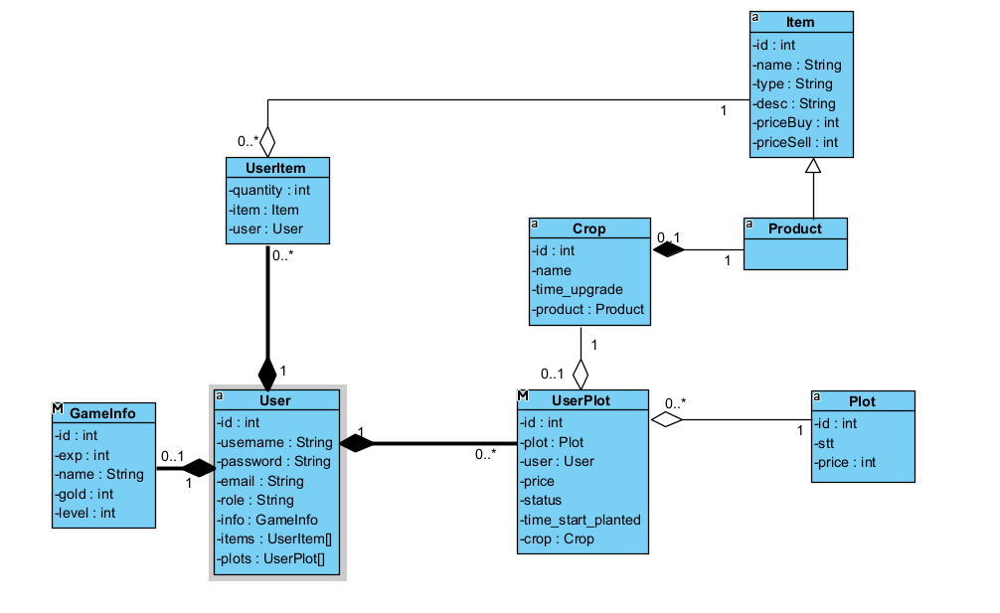 a
Item
-id : int
-name : String
-type : String
-desc : String
-priceBuy : int
-priceSell : int
1
0..*
UserItem
-quantity : int
-item : Item
-user : User
0..*
a
Crop
-id : int
-name
-time_upgrade
-product : Product
0..1
1
a
Product
1
0..1
1
M
GameInfo
-id : int
-exp : int
-name : String
-gold : int
-level : int
0..1
1
a
User
-id : int
-username : String
-password : String
-email : String
-role : String
-info : GameInfo
-items : UserItem[]
-plots : UserPlot[]
1
0..*
M
UserPlot
-id : int
-plot : Plot
-user : User
-price
-status
-time_start_planted
-crop : Crop
0..*
1
a
Plot
-id : int
-stt
-price : int